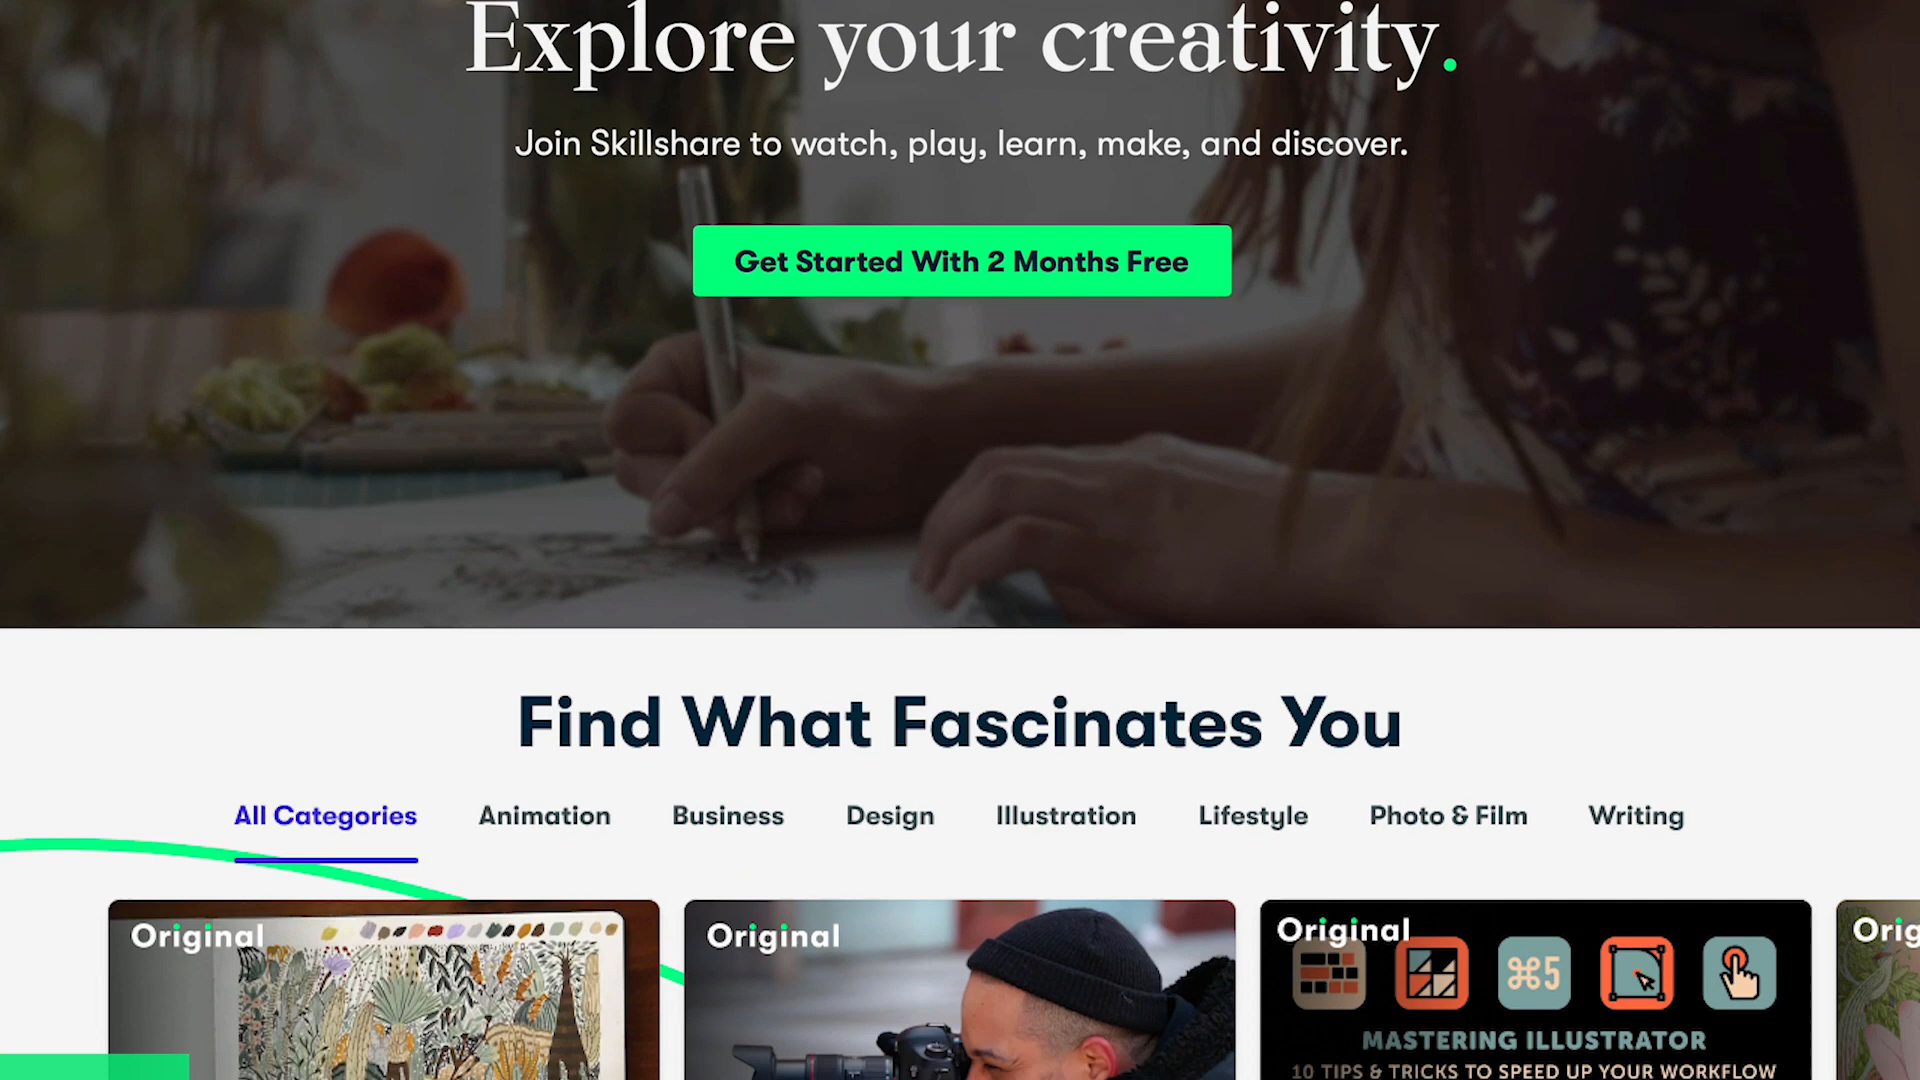 Explore your creativity.
Join Skillshare to watch, play, learn, make, and discover.
Get Started With 2 Months Free
Find What Fascinates You
All Categories Animation Business Design Illustration Lifestyle Photo & Film Writing
Original Original Original Orig
⌘5
MASTERING ILLUSTRATOR
10 TIPS & TRICKS TO SPEED UP YOUR WORKFLOW